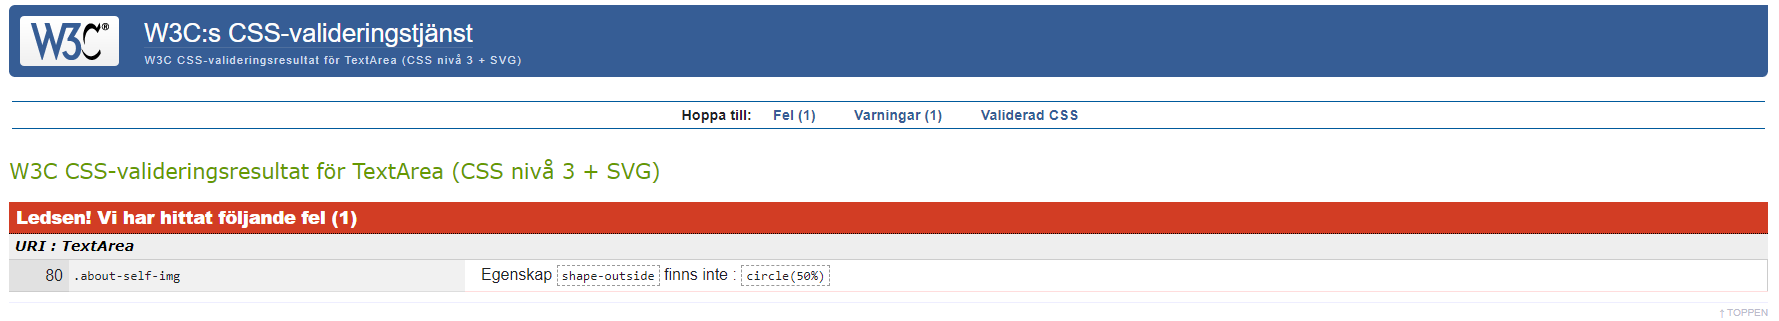 W3C®
W3C:s CSS-valideringstjänst
W3C CSS-valideringsresultat för TextArea (CSS nivå 3 + SVG)
Hoppa till: Fel (1) Varningar (1) Validerad CSS
W3C CSS-valideringsresultat för TextArea (CSS nivå 3 + SVG)
Ledsen! Vi har hittat följande fel (1)
URI : TextArea
80 .about-self-img Egenskap shape-outside finns inte : circle(50%)
↑ TOPPEN